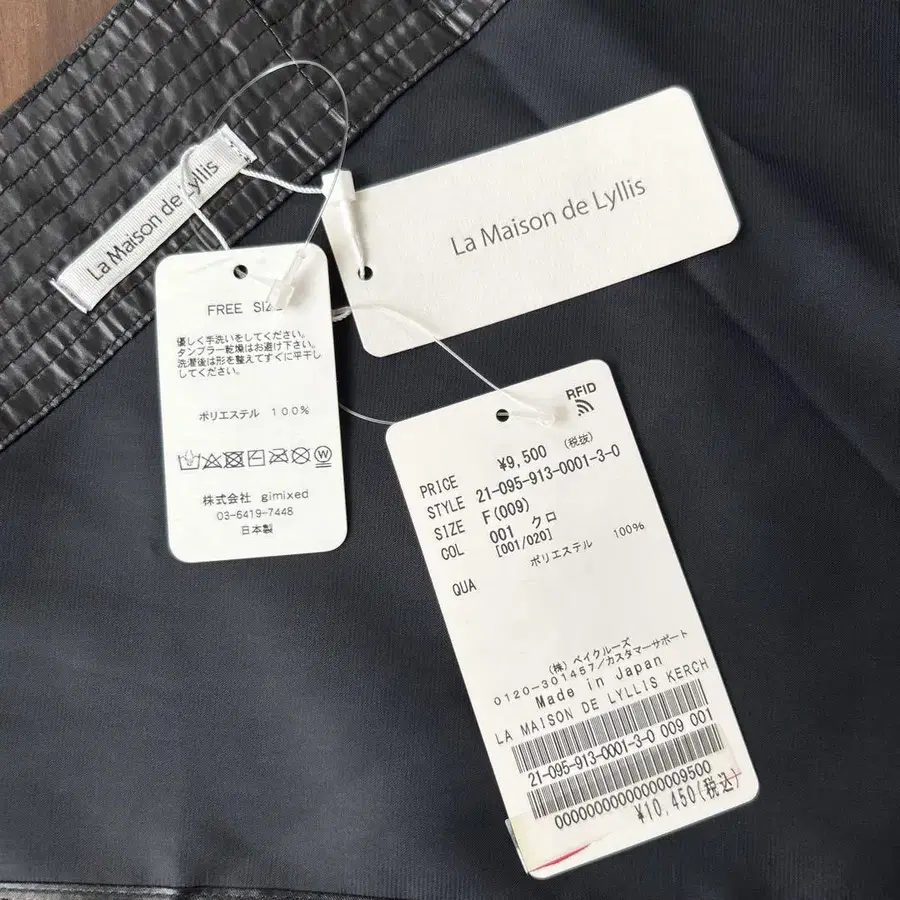 La Maison de Lyllis
La Maison de Lyllis
FREE SIZE
優しく手洗いをしてください。
タンブラー乾燥はお避け下さい。
洗濯後は形を整えてすぐに平干し
してください。
ポリエステル 100%
W
株式会社 gimixed
03-6419-7448
日本製
RFID
PRICE ¥9,500 (税抜)
STYLE 21-095-913-0001-3-0
SIZE F(009)
COL 001 クロ
[001/020]
ポリエステル 100%
QUA
(株) ベイクルーズ
0120-301457/カスタマーサポート
Made in Japan
LA MAISON DE LYLLIS KERCH
21-095-913-0001-3-0 009 001
0000000000000000009500
¥10,450(税込)